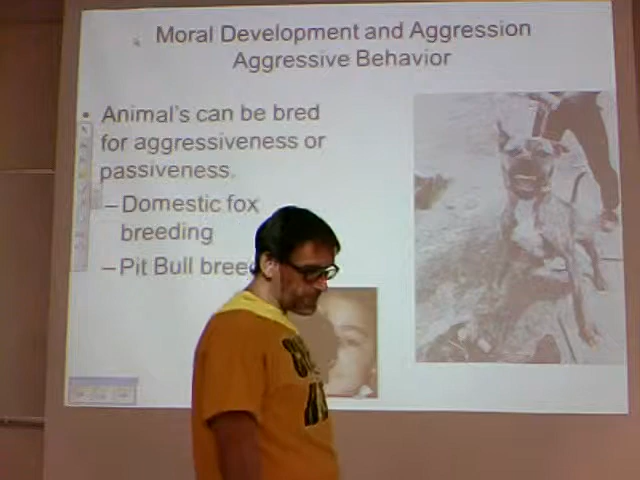 Moral Development and Aggression
Aggressive Behavior
• Animal's can be bred
for aggressiveness or
passiveness.
–Domestic fox
breeding
–Pit Bull